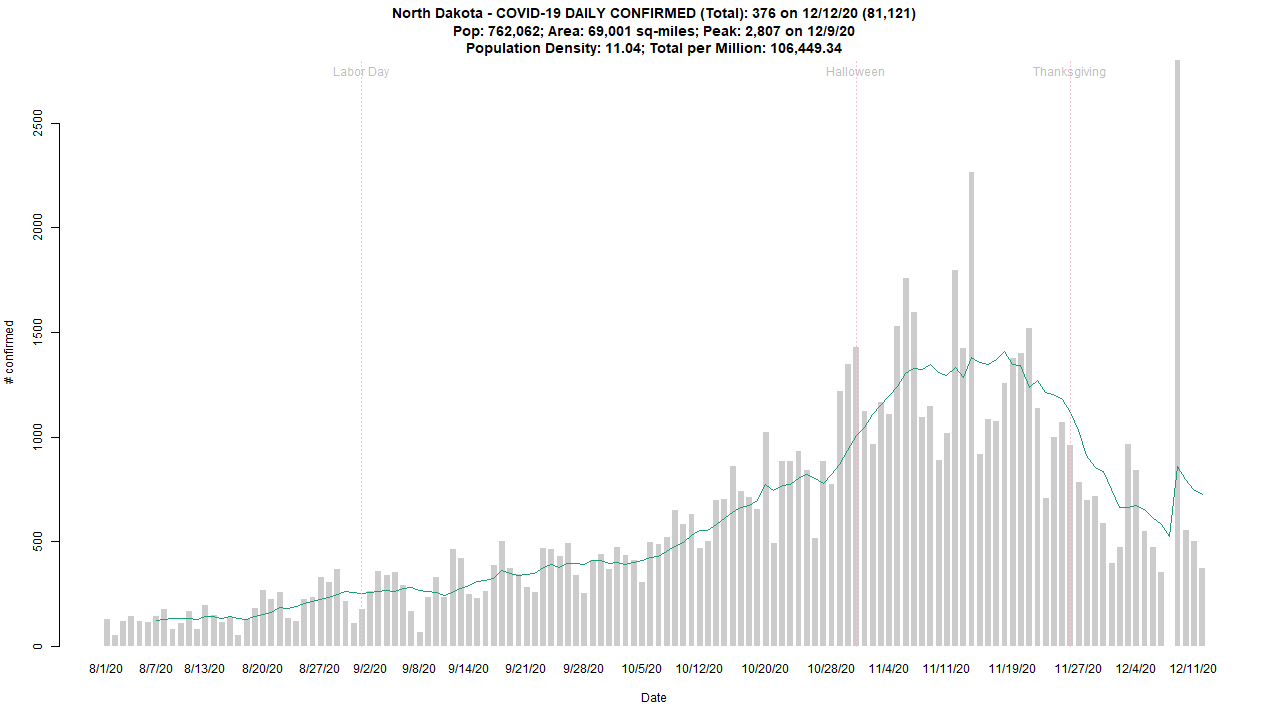 North Dakota - COVID-19 DAILY CONFIRMED (Total): 376 on 12/12/20 (81,121)
Pop: 762,062; Area: 69,001 sq-miles; Peak: 2,807 on 12/9/20
Population Density: 11.04; Total per Million: 106,449.34
Labor Day Halloween Thanksgiving
2500
2000
1500
1000
500
0
# confirmed
8/1/20 8/7/20 8/13/20 8/20/20 8/27/20 9/2/20 9/8/20 9/14/20 9/21/20 9/28/20 10/5/20 10/12/20 10/20/20 10/28/20 11/4/20 11/11/20 11/19/20 11/27/20 12/4/20 12/11/20
Date